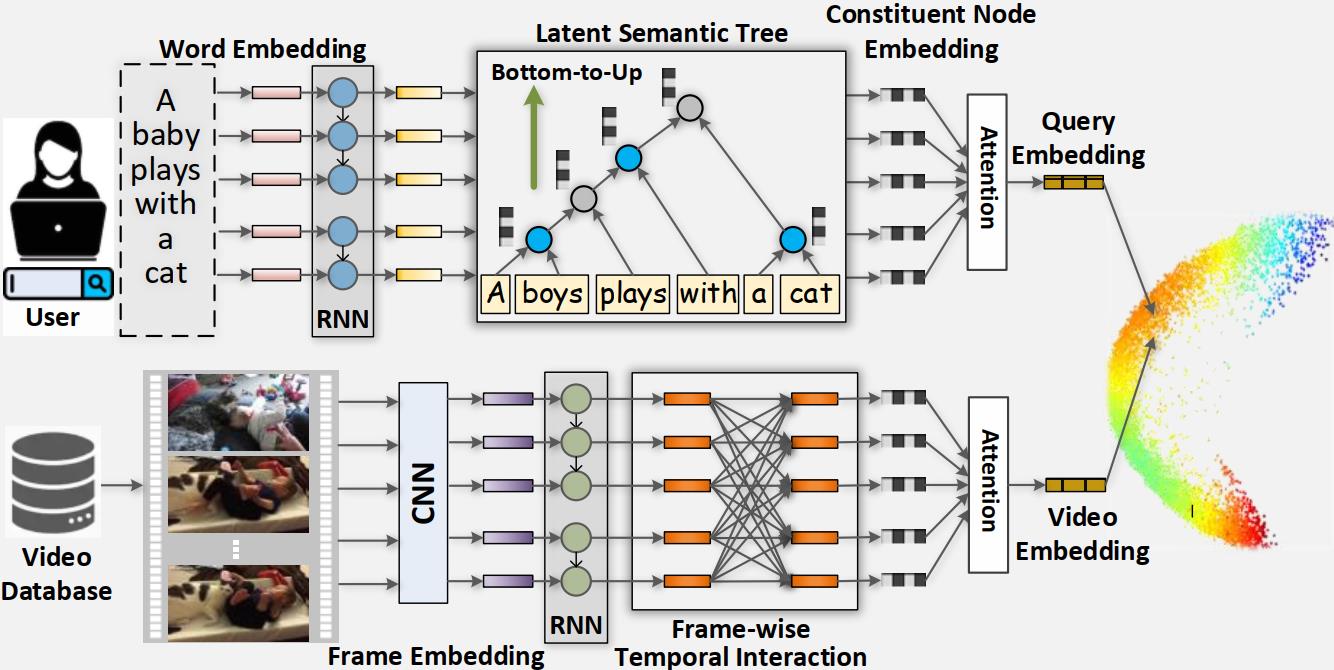 Word Embedding
A
baby
plays
with
a
cat
User
RNN
Latent Semantic Tree
Bottom-to-Up
A boys plays with a cat
Constituent Node
Embedding
Attention
Query
Embedding
Video
Database
CNN
Frame Embedding
RNN
Frame-wise
Temporal Interaction
Attention
Video
Embedding